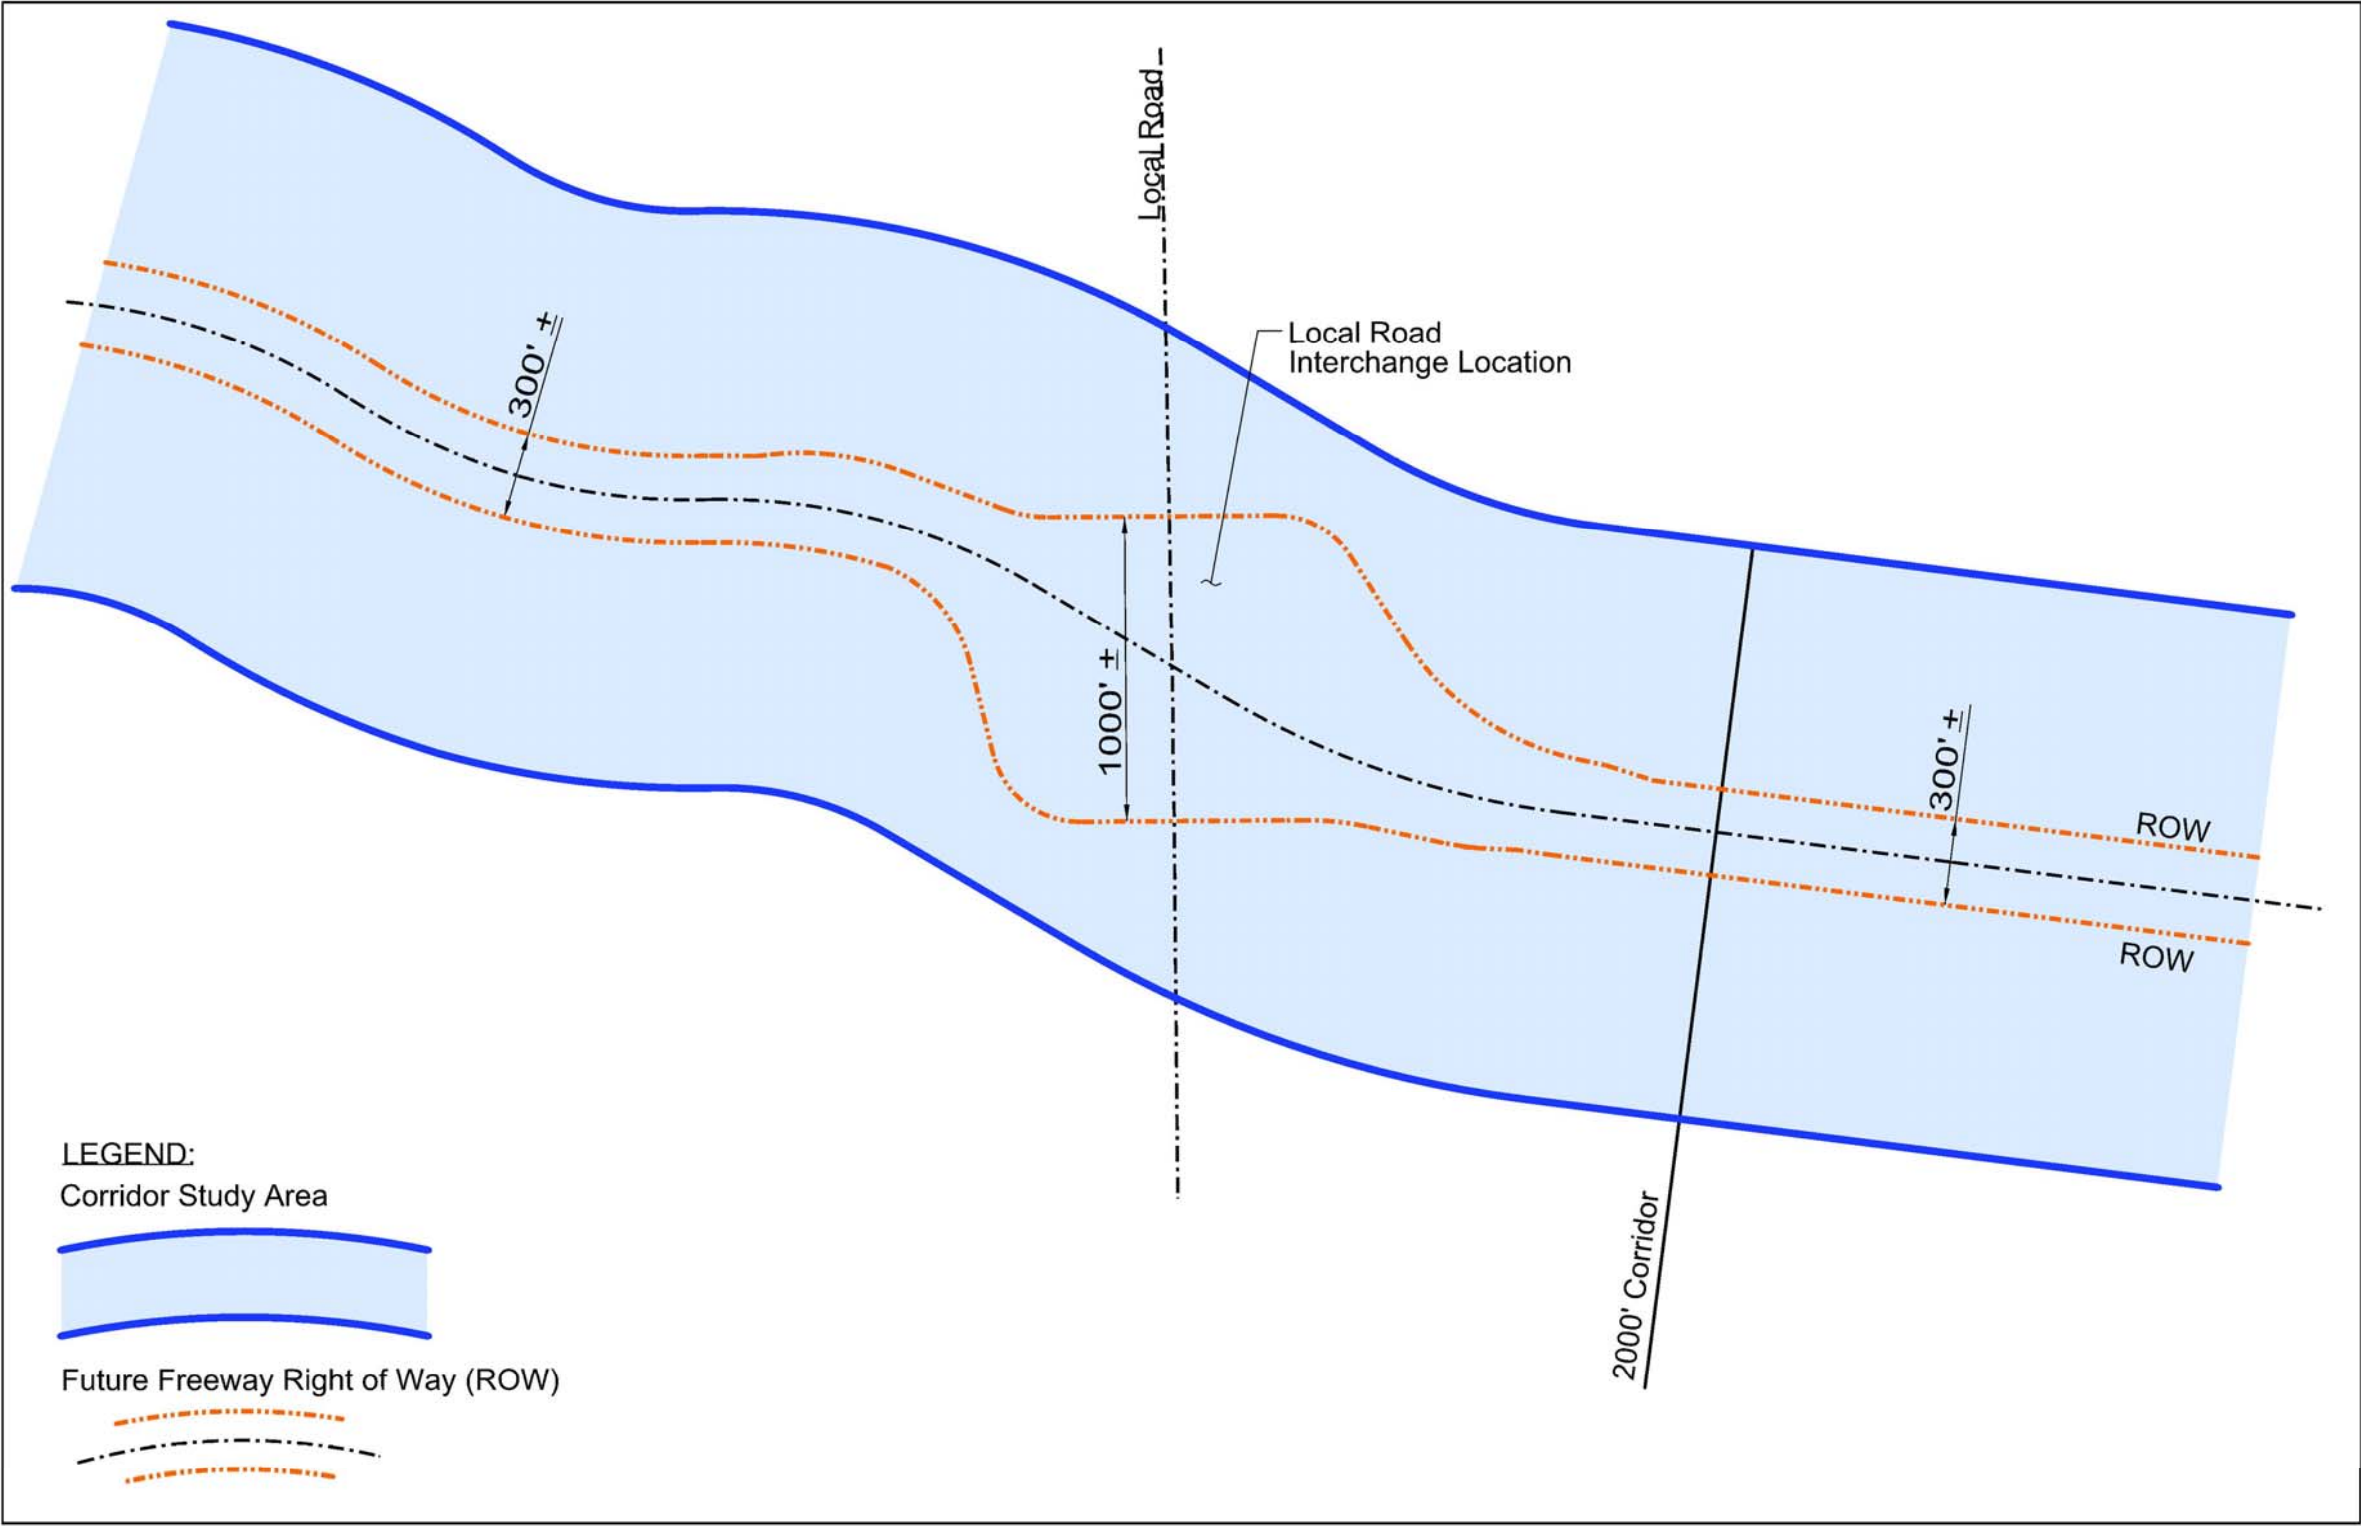 Local Road
300' ±
Local Road
Interchange Location
1000' ±
300' ±
ROW
ROW
2000' Corridor
LEGEND:
Corridor Study Area
Future Freeway Right of Way (ROW)